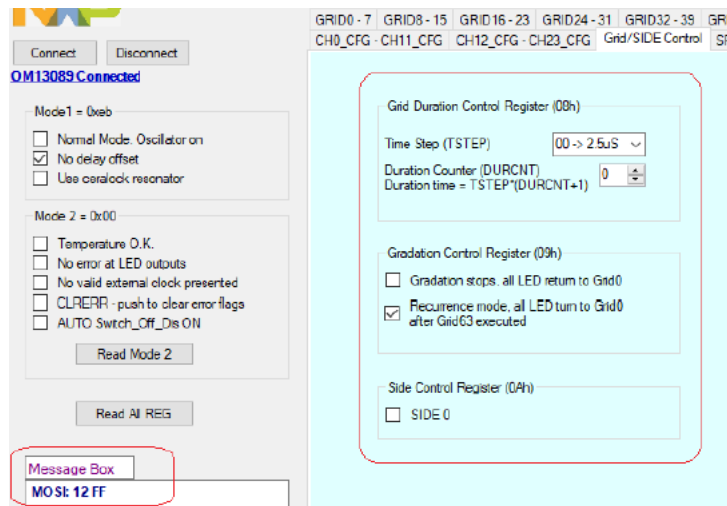 GRID0 - 7 GRID8 - 15 GRID16 - 23 GRID24 - 31 GRID32 - 39
CH0_CFG - CH11_CFG CH12_CFG - CH23_CFG Grid/SIDE Control
Connect Disconnect
OM13089 Connected
Mode1 = 0xeb
Normal Mode. Oscilator on
No delay offset
Use ceralock resonator
Mode 2 = 0x00
Temperature O.K.
No error at LED outputs
No valid external clock presented
CLRERR - push to clear error flags
AUTO Switch_Off_Dis ON
Read Mode 2
Read All REG
Message Box
MOSI: 12 FF
Grid Duration Control Register (08h)
Time Step (TSTEP) 00 -> 2.5uS
Duration Counter (DURCNT) 0
Duration time = TSTEP*(DURCNT+1)
Gradation Control Register (09h)
Gradation stops, all LED return to Grid0
Recurrence mode, all LED turn to Grid0
after Grid63 executed
Side Control Register (0Ah)
SIDE 0